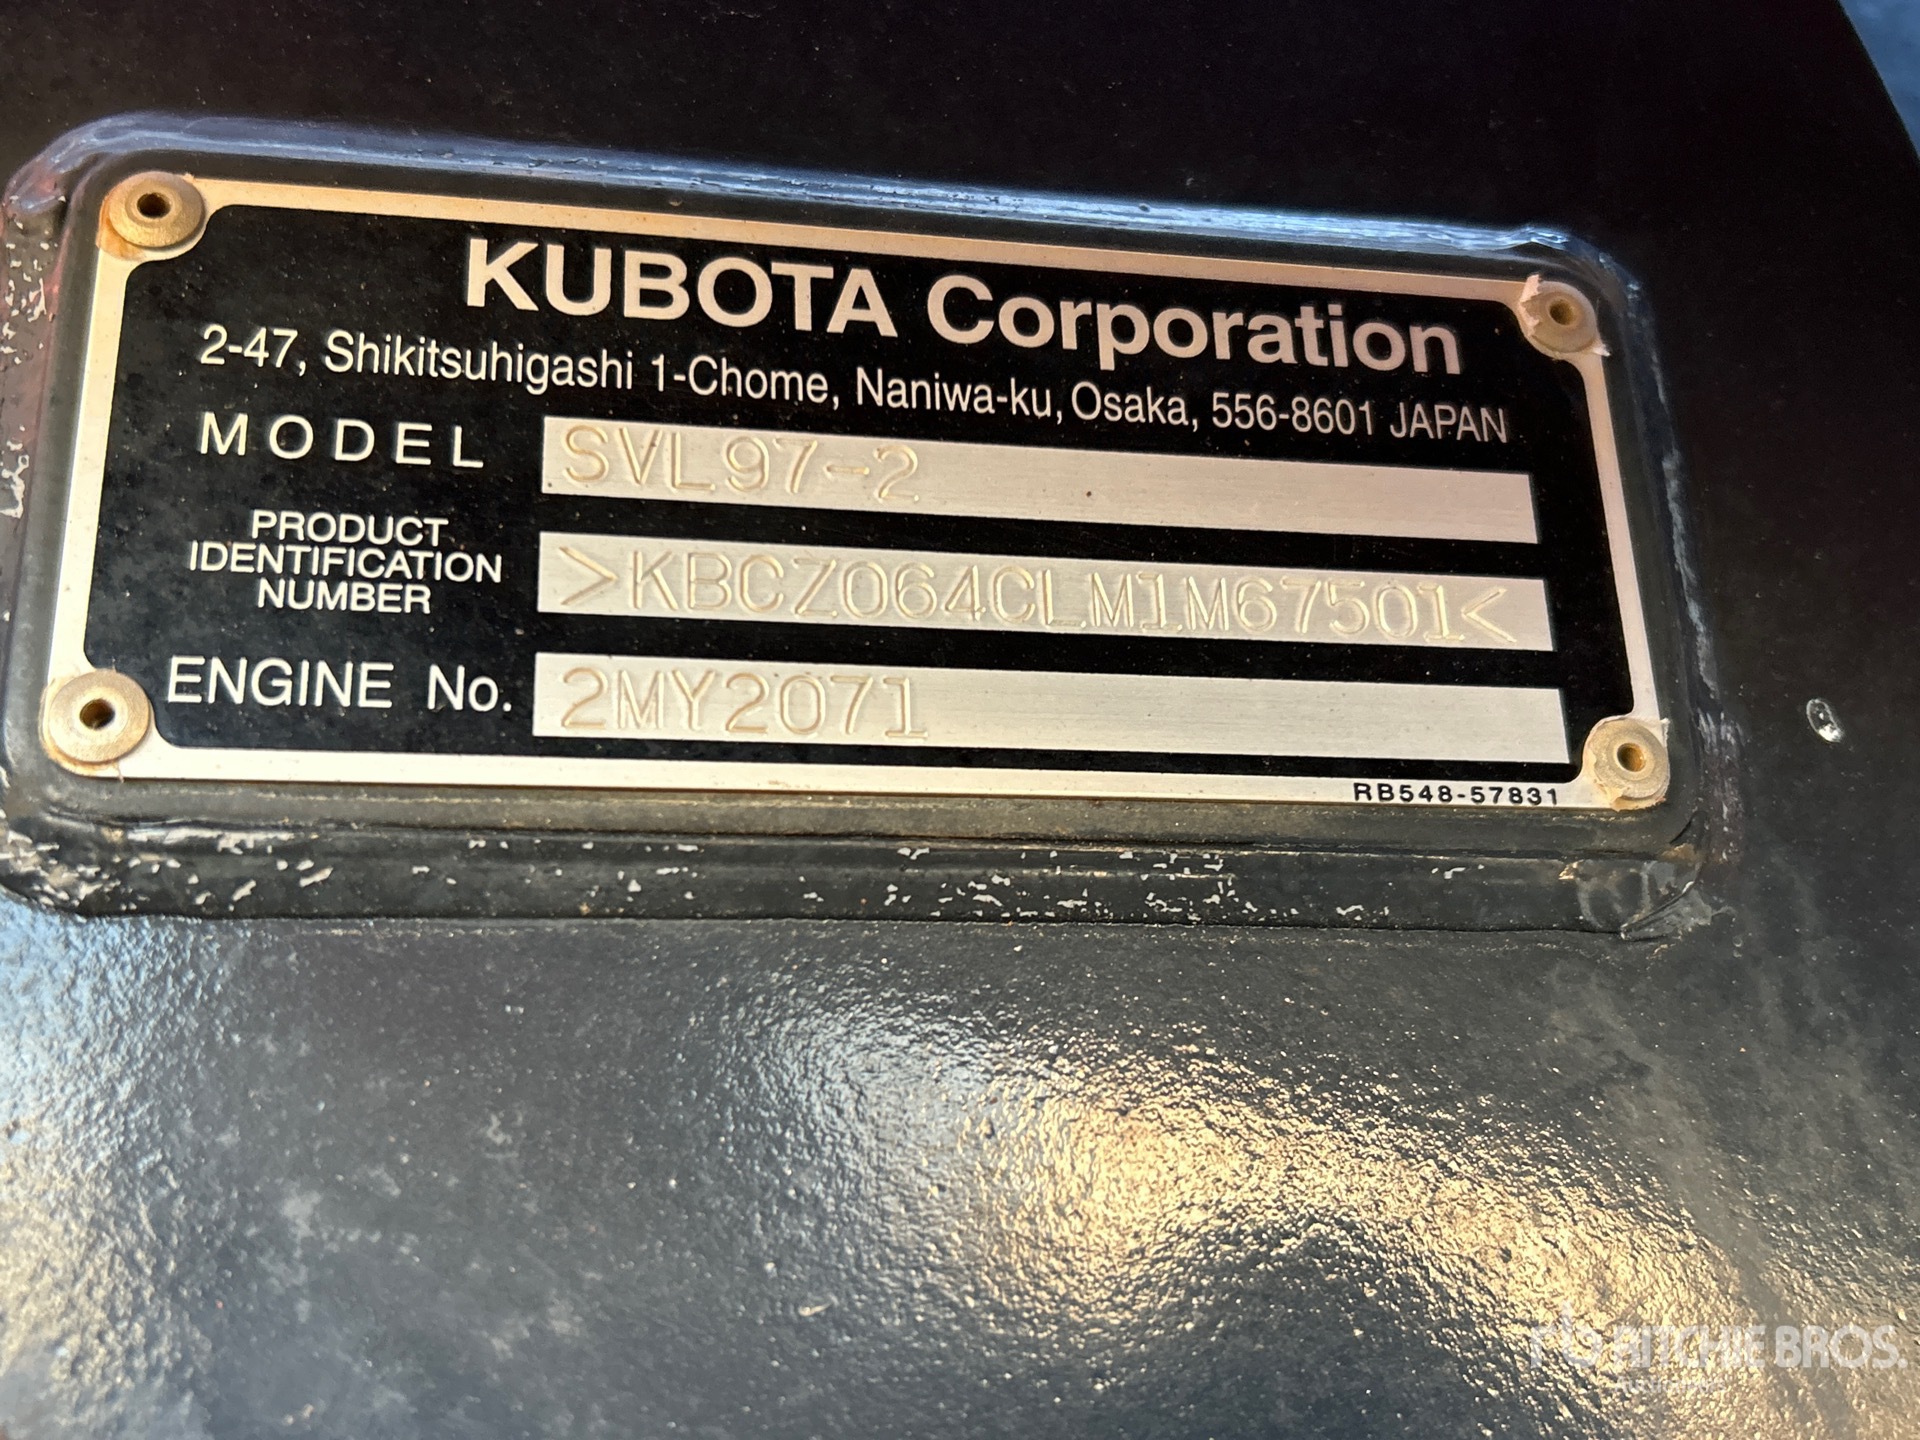 KUBOTA Corporation
2-47, Shikitsuhigashi 1-Chome, Naniwa-ku, Osaka, 556-8601 JAPAN
MODEL SVL97-2
PRODUCT
IDENTIFICATION
NUMBER
>KBCZ064CLM1M67501<
ENGINE No. 2MY2071
RB548-57831
RITCHIE BROS.